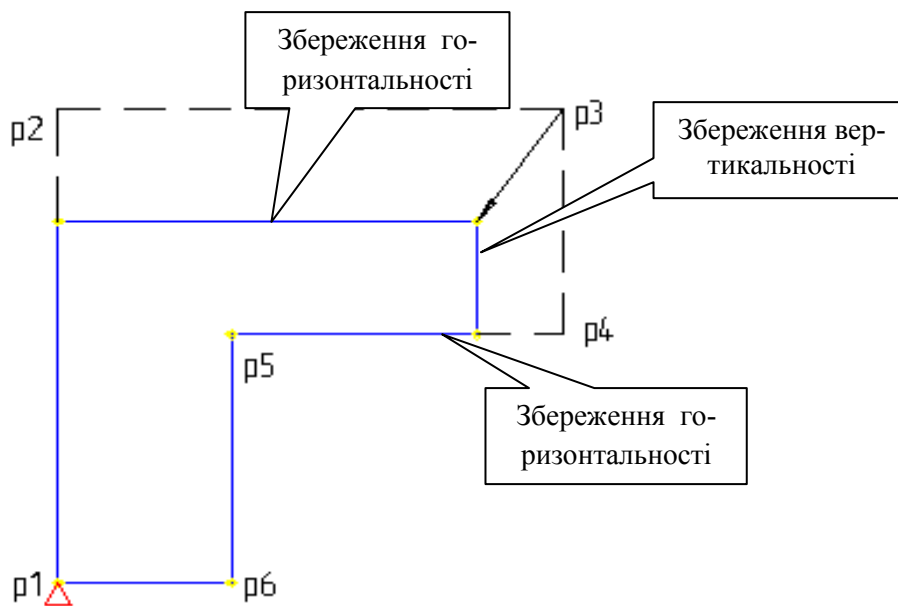 Збереження го-
ризонтальності
p2
p3
Збереження вер-
тикальності
p5
p4
Збереження го-
ризонтальності
p1
p6